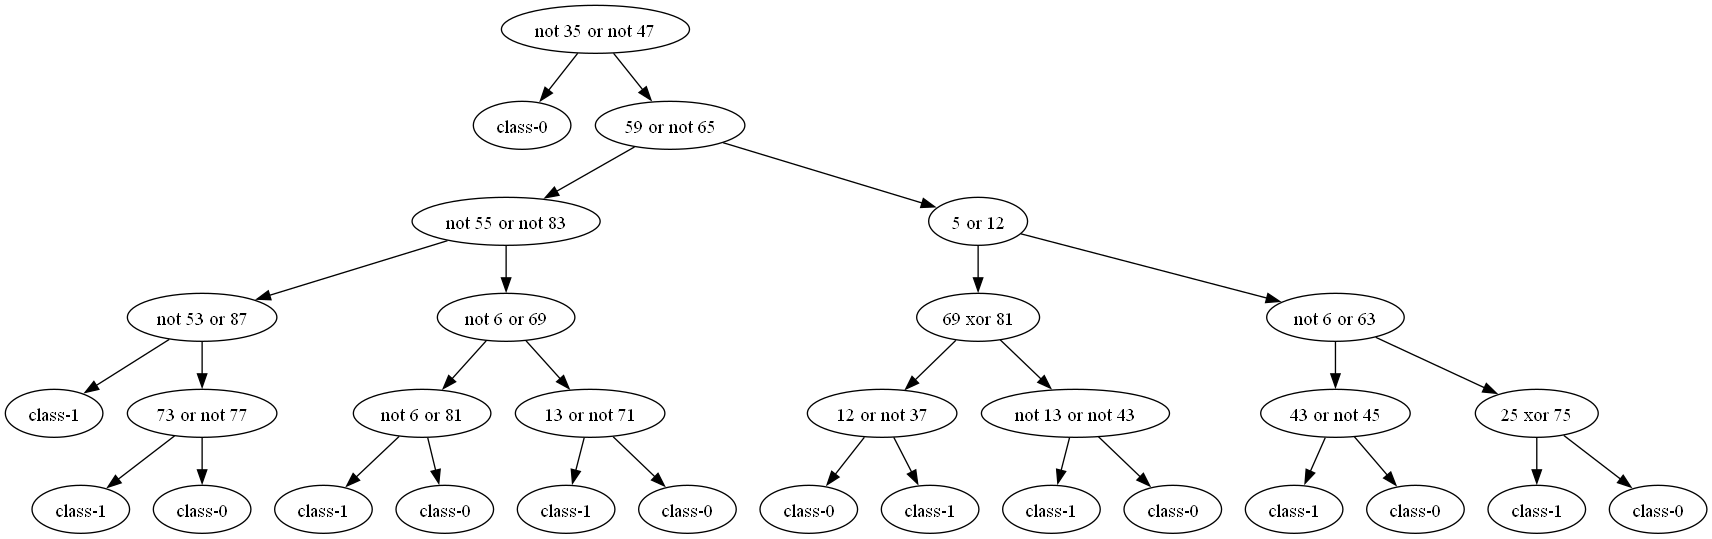 not 35 or not 47
class-0
59 or not 65
not 55 or not 83
5 or 12
not 53 or 87
not 6 or 69
69 xor 81
not 6 or 63
class-1
73 or not 77
not 6 or 81
13 or not 71
12 or not 37
not 13 or not 43
43 or not 45
25 xor 75
class-1
class-0
class-1
class-0
class-1
class-0
class-0
class-1
class-1
class-0
class-1
class-0
class-1
class-0